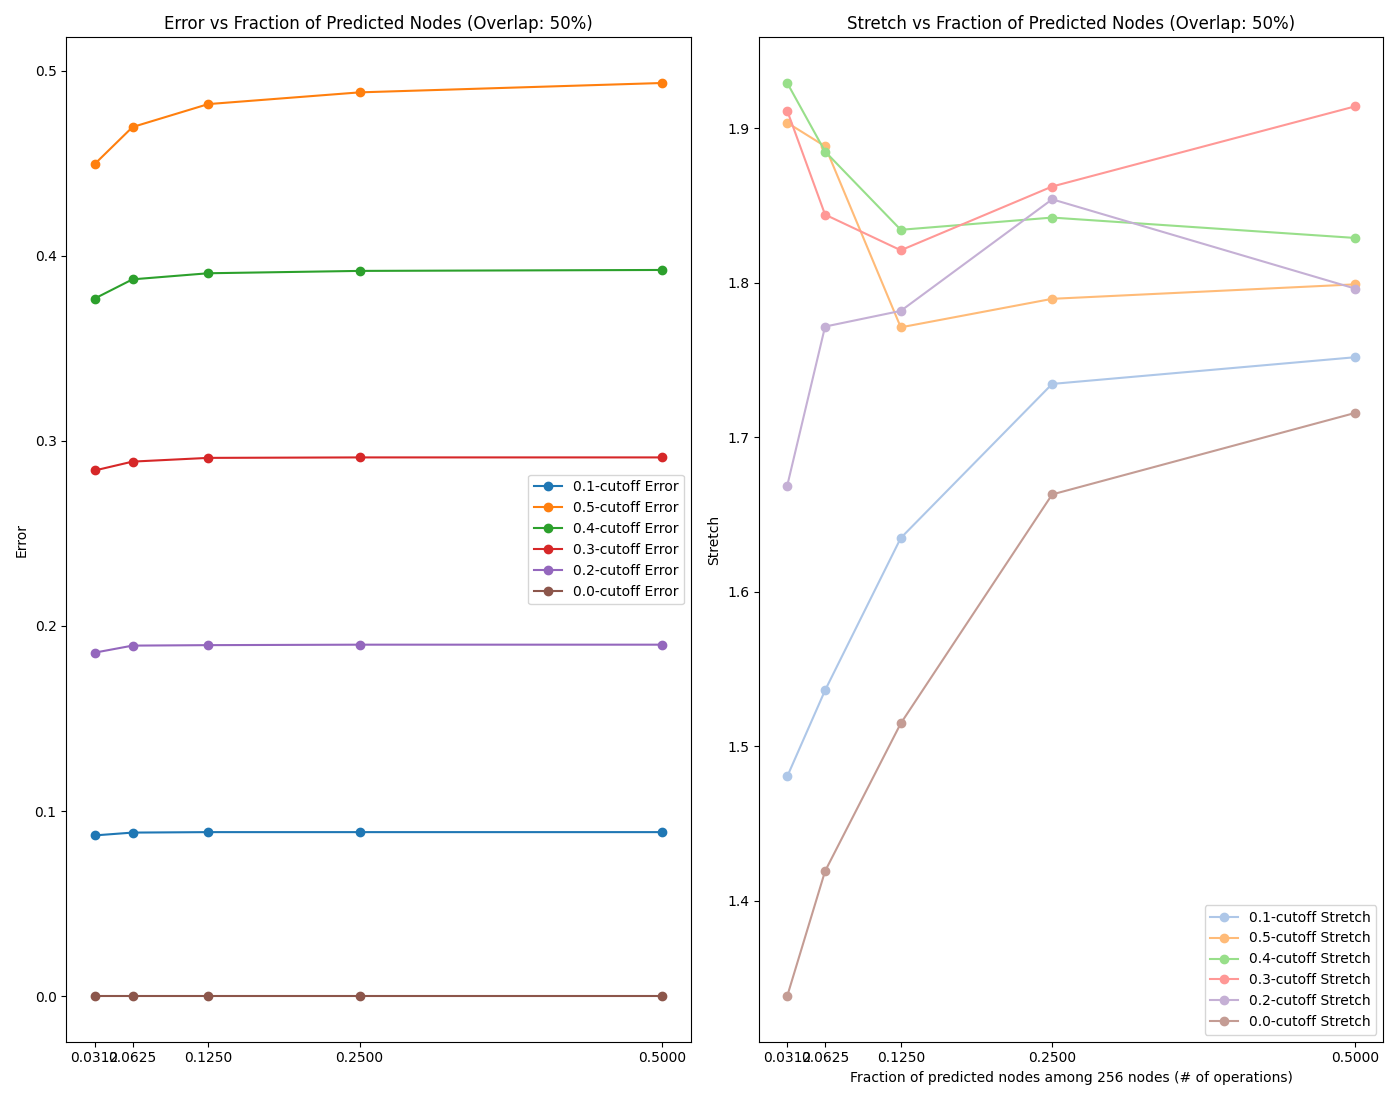 Error vs Fraction of Predicted Nodes (Overlap: 50%)
Error
0.5
0.4
0.3
0.2
0.1
0.0
0.1-cutoff Error
0.5-cutoff Error
0.4-cutoff Error
0.3-cutoff Error
0.2-cutoff Error
0.0-cutoff Error
0.0312 0.0625 0.1250 0.2500 0.5000
Stretch vs Fraction of Predicted Nodes (Overlap: 50%)
Stretch
1.9
1.8
1.7
1.6
1.5
1.4
0.1-cutoff Stretch
0.5-cutoff Stretch
0.4-cutoff Stretch
0.3-cutoff Stretch
0.2-cutoff Stretch
0.0-cutoff Stretch
0.0312 0.0625 0.1250 0.2500 0.5000
Fraction of predicted nodes among 256 nodes (# of operations)